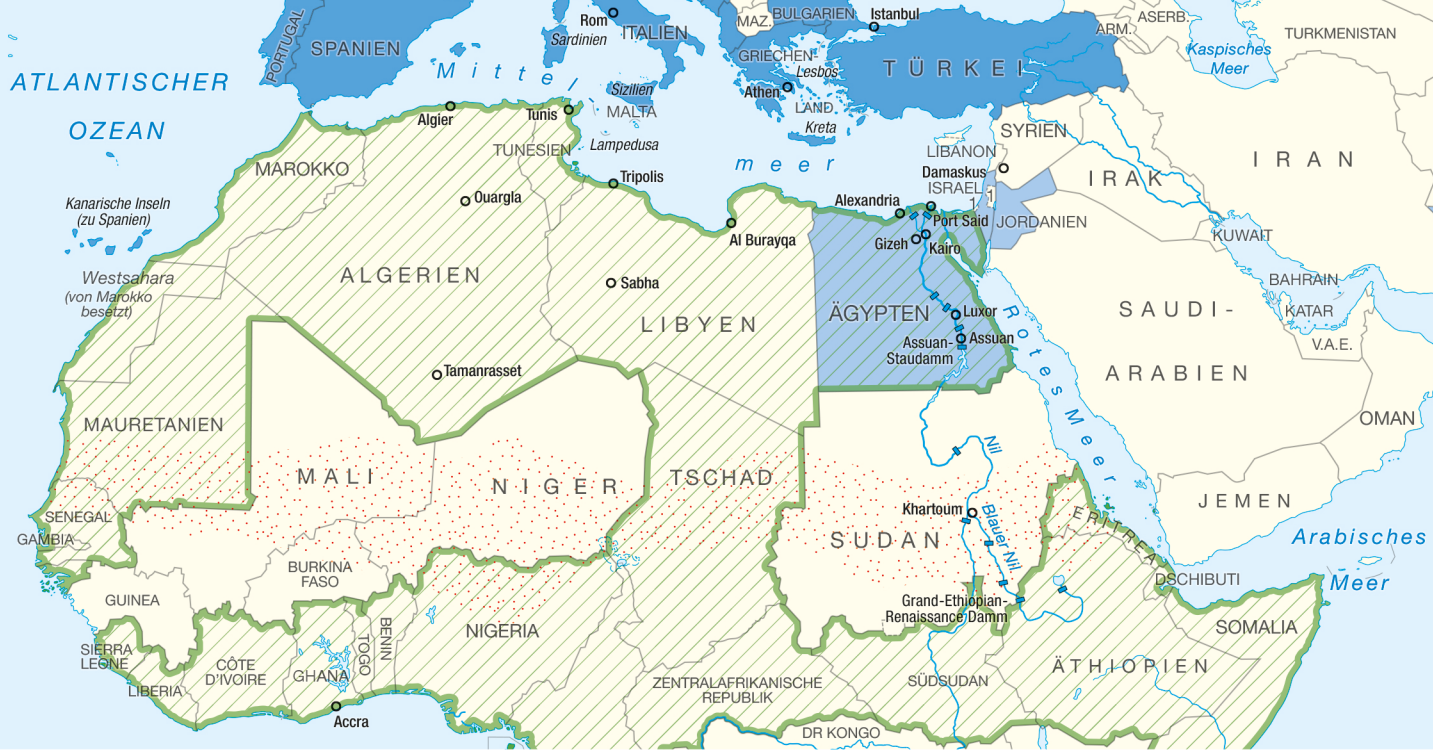 PORTUGAL
SPANIEN
Rom
ITALIEN
Sardinien
MAZ.
BULGARIEN
Istanbul
ARM.
ASERB.
TURKMENISTAN
Kaspisches
Meer
ATLANTISCHER
OZEAN
Mittel
meer
GRIECHEN-
LAND
Lesbos
Athen
TÜRKEI
Sizilien
MALTA
Kreta
Lampedusa
Algier
Tunis
TUNESIEN
MAROKKO
Tripolis
Ouargla
Al Burayqa
Alexandria
Port Said
Gizeh
Kairo
SYRIEN
LIBANON
Damaskus
ISRAEL
1
1
JORDANIEN
IRAK
IRAN
KUWAIT
Kanarische Inseln
(zu Spanien)
Westsahara
(von Marokko
besetzt)
ALGERIEN
Sabha
LIBYEN
ÄGYPTEN
Luxor
Assuan-
Staudamm
Assuan
Rotes Meer
SAUDI-
ARABIEN
BAHRAIN
KATAR
V.A.E.
OMAN
Tamanrasset
MAURETANIEN
MALI
NIGER
TSCHAD
Nil
Khartoum
Blauer Nil
SUDAN
ERITREA
JEMEN
Arabisches
Meer
SENEGAL
GAMBIA
GUINEA
BURKINA
FASO
DSCHIBUTI
Grand-Ethiopian-
Renaissance Damm
SIERRA
LEONE
LIBERIA
CÔTE
D’IVOIRE
GHANA
TOGO
BENIN
NIGERIA
Accra
ZENTRALAFRIKANISCHE
REPUBLIK
SÜDSUDAN
ÄTHIOPIEN
SOMALIA
DR KONGO